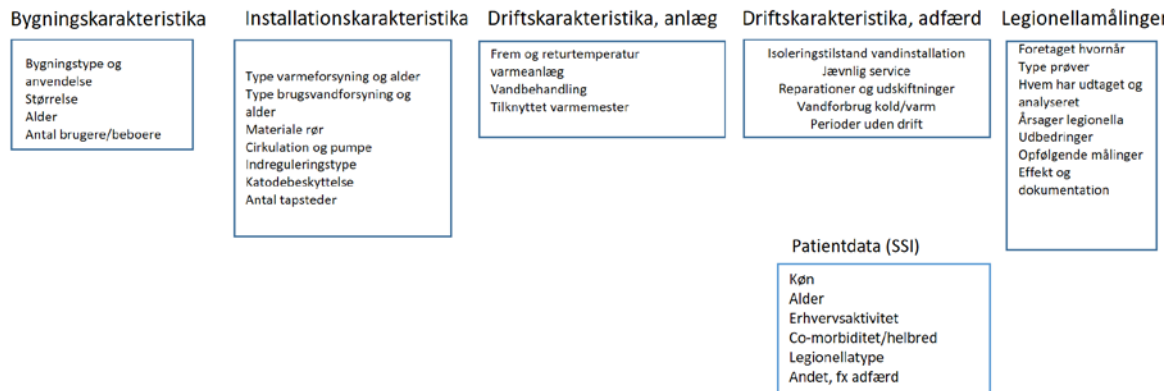 Bygningskarakteristika
Bygningstype og
anvendelse
Størrelse
Alder
Antal brugere/beboere
Installationskarakteristika
Type varmeforsyning og alder
Type brugsvandforsyning og
alder
Materiale rør
Cirkulation og pumpe
Indreguleringstype
Katodebeskyttelse
Antal tapsteder
Driftskarakteristika, anlæg
Frem og returtemperatur
varmeanlæg
Vandbehandling
Tilknyttet varmemester
Driftskarakteristika, adfærd
Isoleringstilstand vandinstallation
Jævnlig service
Reparationer og udskiftninger
Vandforbrug kold/varm
Perioder uden drift
Legionellamålinger
Foretaget hvornår
Type prøver
Hvem har udtaget og
analyseret
Årsager legionella
Udbedringer
Opfølgende målinger
Effekt og
dokumentation
Patientdata (SSI)
Køn
Alder
Erhvervsaktivitet
Co-morbiditet/helbred
Legionellatype
Andet, fx adfærd